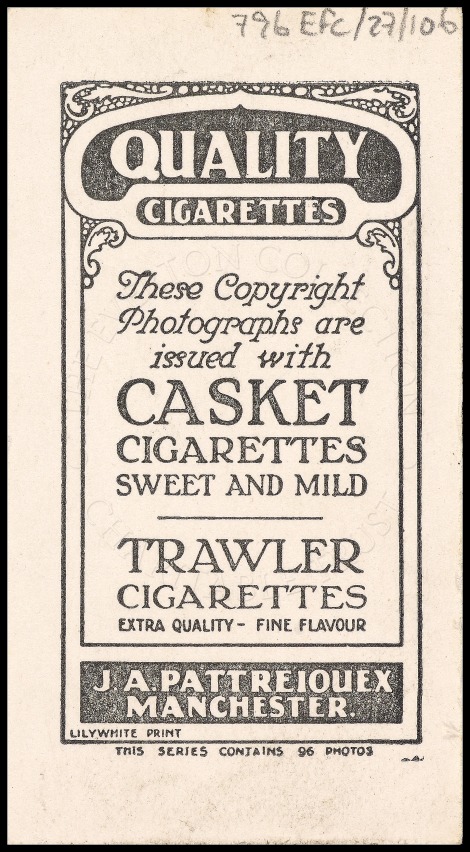 796 EFC/27/106
QUALITY
CIGARETTES
These Copyright
Photographs are
issued with
CASKET
CIGARETTES
SWEET AND MILD
TRAWLER
CIGARETTES
EXTRA QUALITY - FINE FLAVOUR
J. A. PATTREIOUEX
MANCHESTER.
LILYWHITE PRINT
THIS SERIES CONTAINS 96 PHOTOS